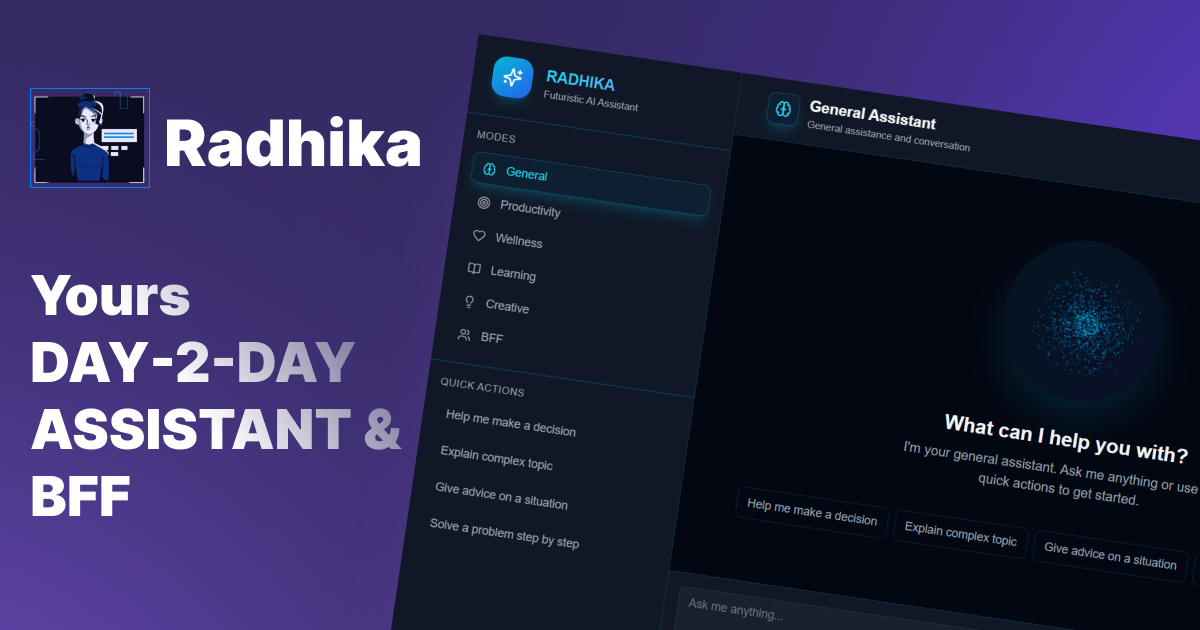 Radhika
Yours
DAY-2-DAY
ASSISTANT &
BFF
RADHIKA
Futuristic AI Assistant
MODES
General
Productivity
Wellness
Learning
Creative
BFF
QUICK ACTIONS
Help me make a decision
Explain complex topic
Give advice on a situation
Solve a problem step by step
General Assistant
General assistance and conversation
What can I help you with?
I'm your general assistant. Ask me anything or use
quick actions to get started.
Help me make a decision
Explain complex topic
Give advice on a situation
Ask me anything...